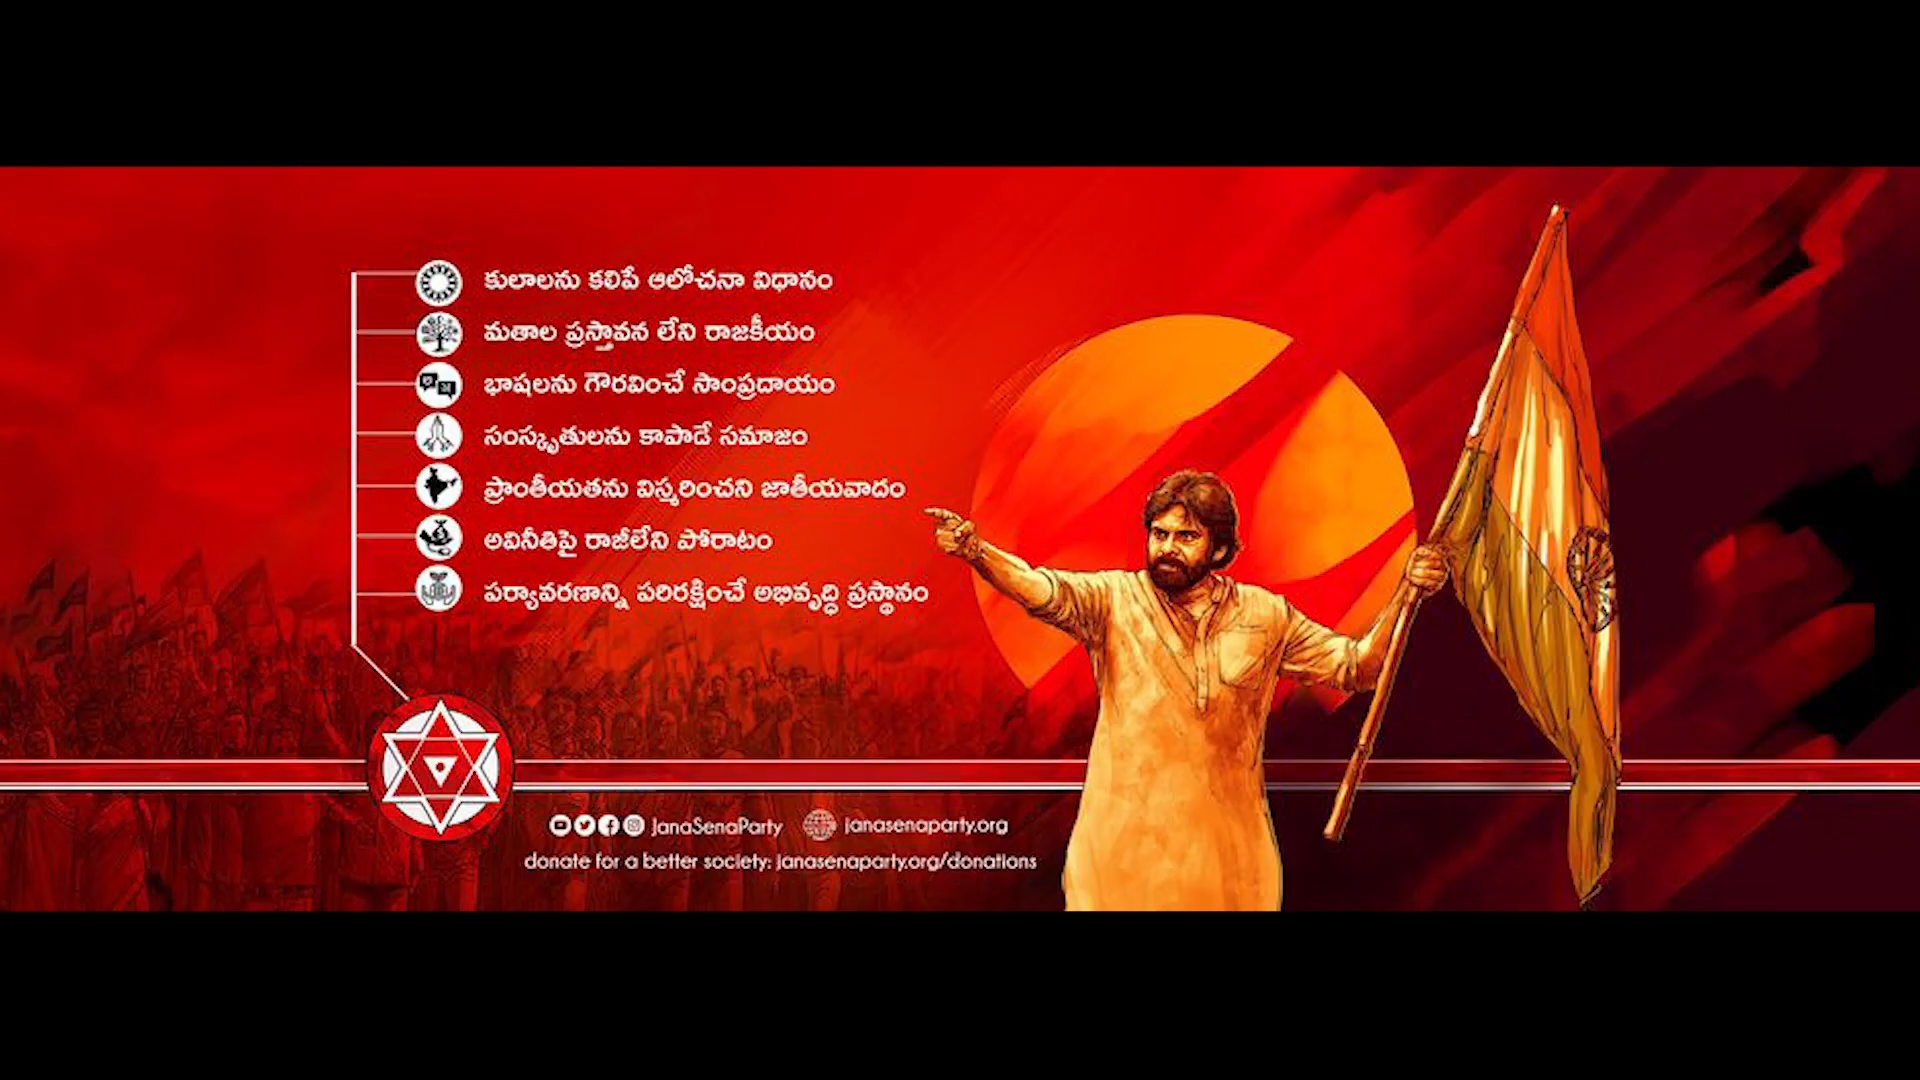 కులాలను కలిపే ఆలోచనా విధానం
మతాల ప్రస్తావన లేని రాజకీయం
భాషలను గౌరవించే సాంప్రదాయం
సంస్కృతులను కాపాడే సమాజం
ప్రాంతీయతను విస్మరించని జాతీయవాదం
అవినీతిపై రాజీలేని పోరాటం
పర్యావరణాన్ని పరిరక్షించే అభివృద్ధి ప్రస్థానం
JanaSenaParty janasenaparty.org
donate for a better society: janasenaparty.org/donations